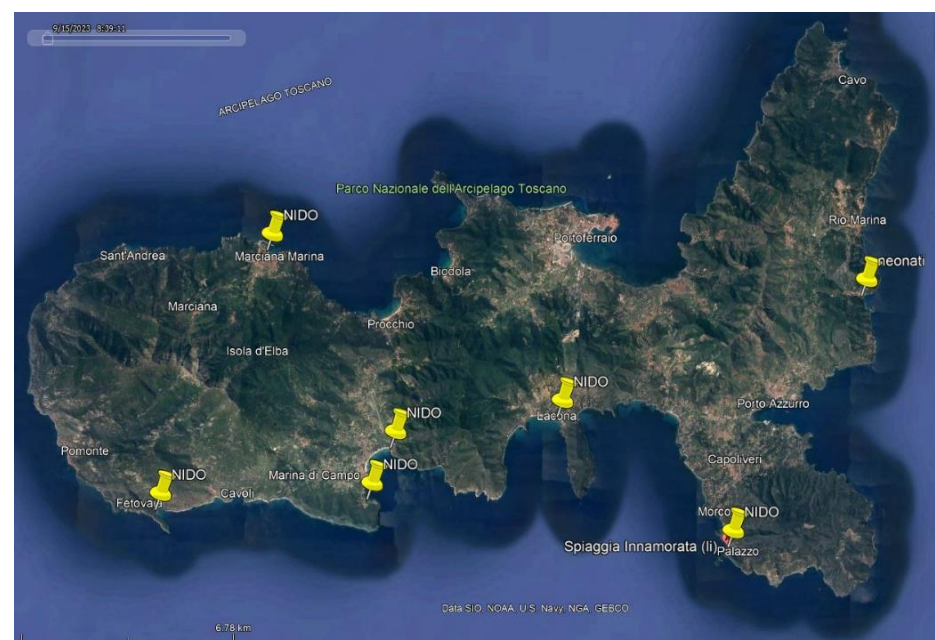 9/15/2023 8:39:11
Cavo
ARCIPELAGO TOSCANO
Parco Nazionale dell'Arcipelago Toscano
NIDO
Rio Marina
Portoferraio
Sant'Andrea
Marciana Marina
neonati
Biodola
Marciana
Procchio
Isola d'Elba
NIDO
Porto Azzurro
NIDO
Lacona
Pomonte
Capoliveri
NIDO
Marina di Campo
NIDO
Cavoli
Fetovaia
Morco
NIDO
Spiaggia Innamorata (li)
Palazzo
Data SIO, NOAA, U.S. Navy, NGA, GEBCO
6.78 km